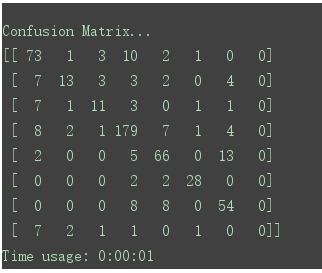 Confusion Matrix...
[[ 73 1 3 10 2 1 0 0]
[ 7 13 3 3 2 0 4 0]
[ 7 1 11 3 0 1 1 0]
[ 8 2 1 179 7 1 4 0]
[ 2 0 0 5 66 0 13 0]
[ 0 0 0 2 2 28 0 0]
[ 0 0 0 8 8 0 54 0]
[ 7 2 1 1 0 1 0 0]]
Time usage: 0:00:01